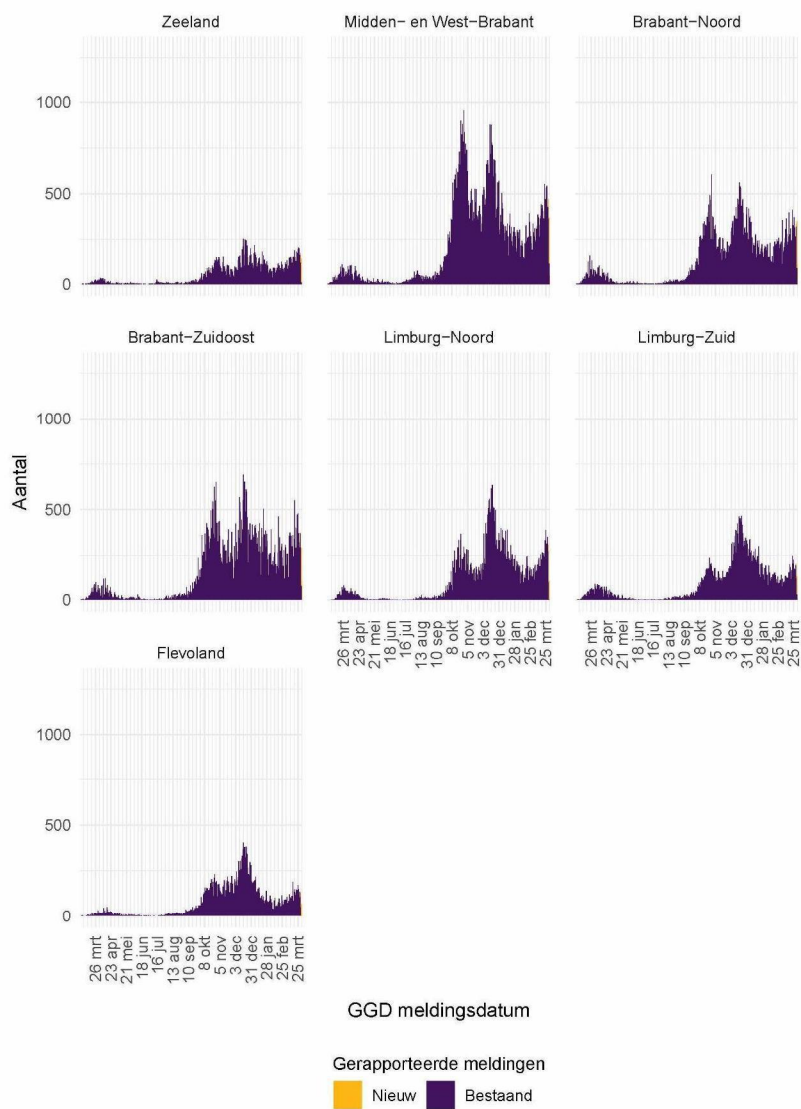 Zeeland
Midden- en West-Brabant
Brabant-Noord
1000
500
0
Brabant-Zuidoost
Limburg-Noord
Limburg-Zuid
1000
500
0
Aantal
26 mrt
23 apr
21 mei
18 jun
16 jul
13 aug
10 sep
8 okt
5 nov
3 dec
31 dec
28 jan
25 feb
25 mrt
26 mrt
23 apr
21 mei
18 jun
16 jul
13 aug
10 sep
8 okt
5 nov
3 dec
31 dec
28 jan
25 feb
25 mrt
Flevoland
1000
500
0
26 mrt
23 apr
21 mei
18 jun
16 jul
13 aug
10 sep
8 okt
5 nov
3 dec
31 dec
28 jan
25 feb
25 mrt
GGD meldingsdatum
Gerapporteerde meldingen
Nieuw
Bestaand